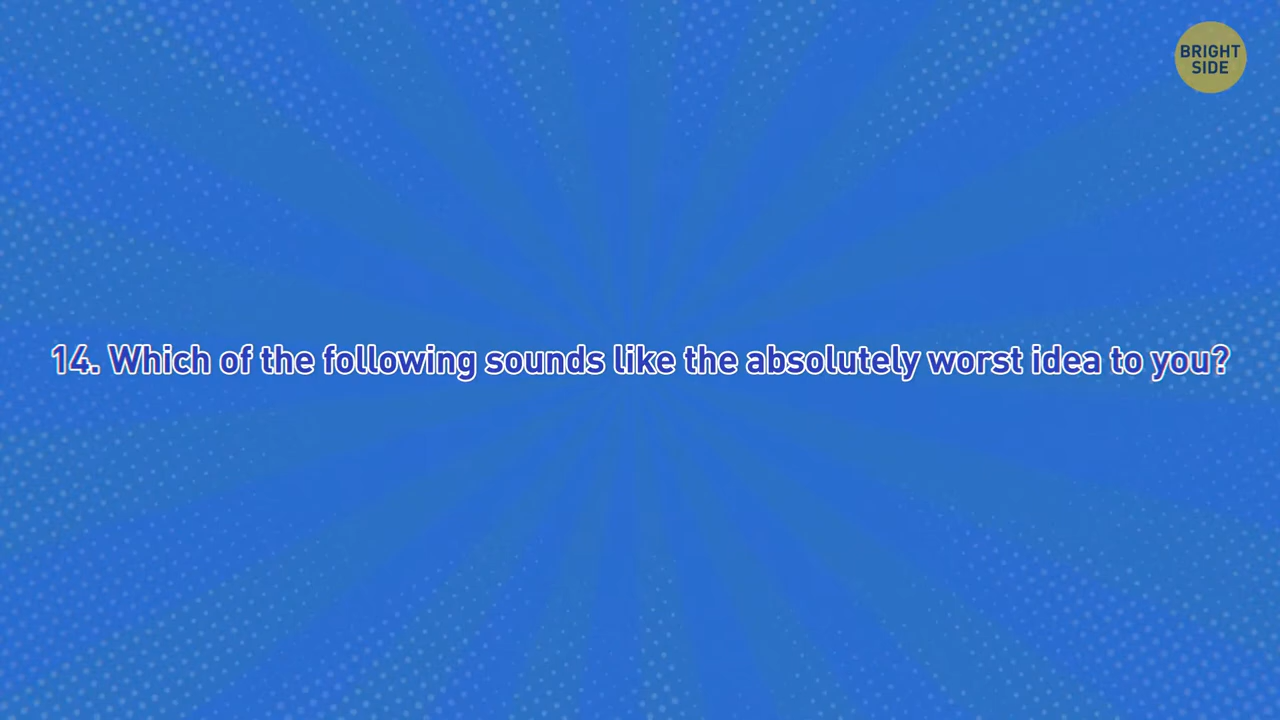 BRIGHT
SIDE
14. Which of the following sounds like the absolutely worst idea to you?